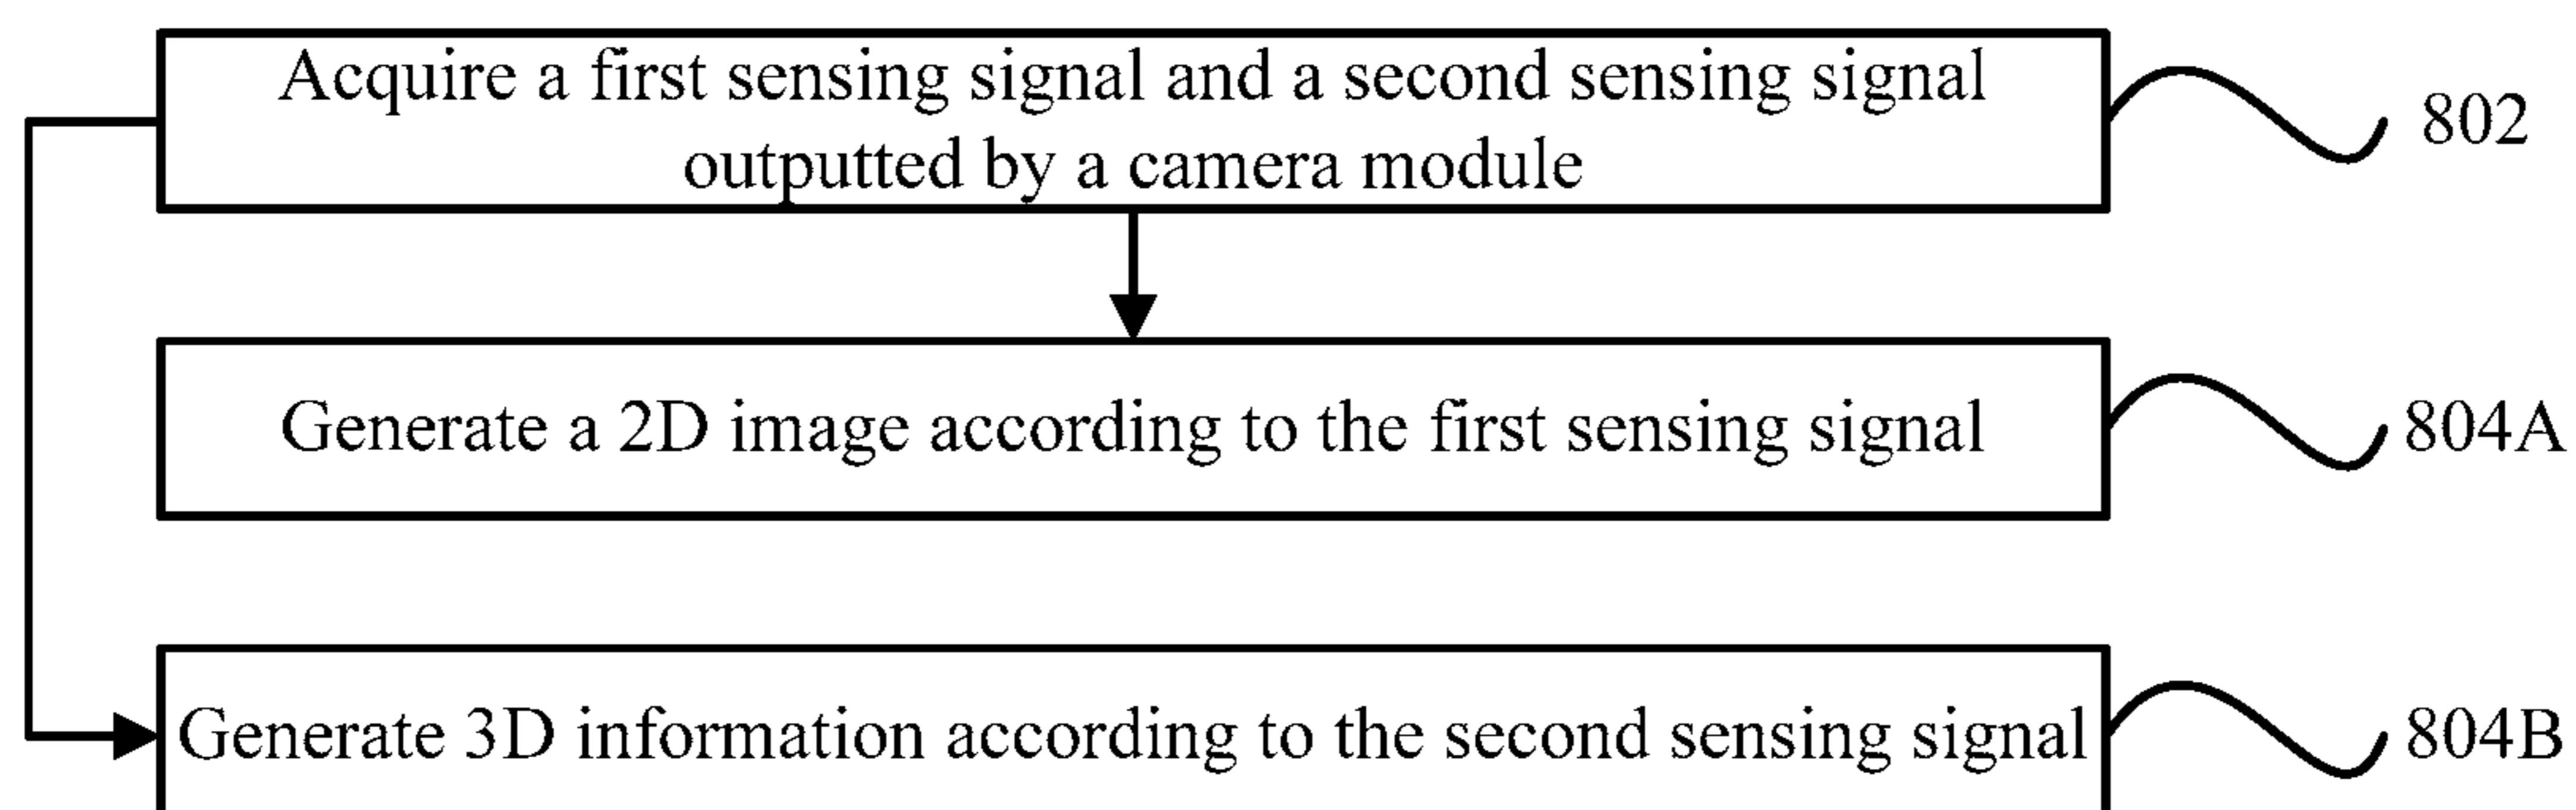 Acquire a first sensing signal and a second sensing signal
outputted by a camera module
802
Generate a 2D image according to the first sensing signal
804A
Generate 3D information according to the second sensing signal
804B